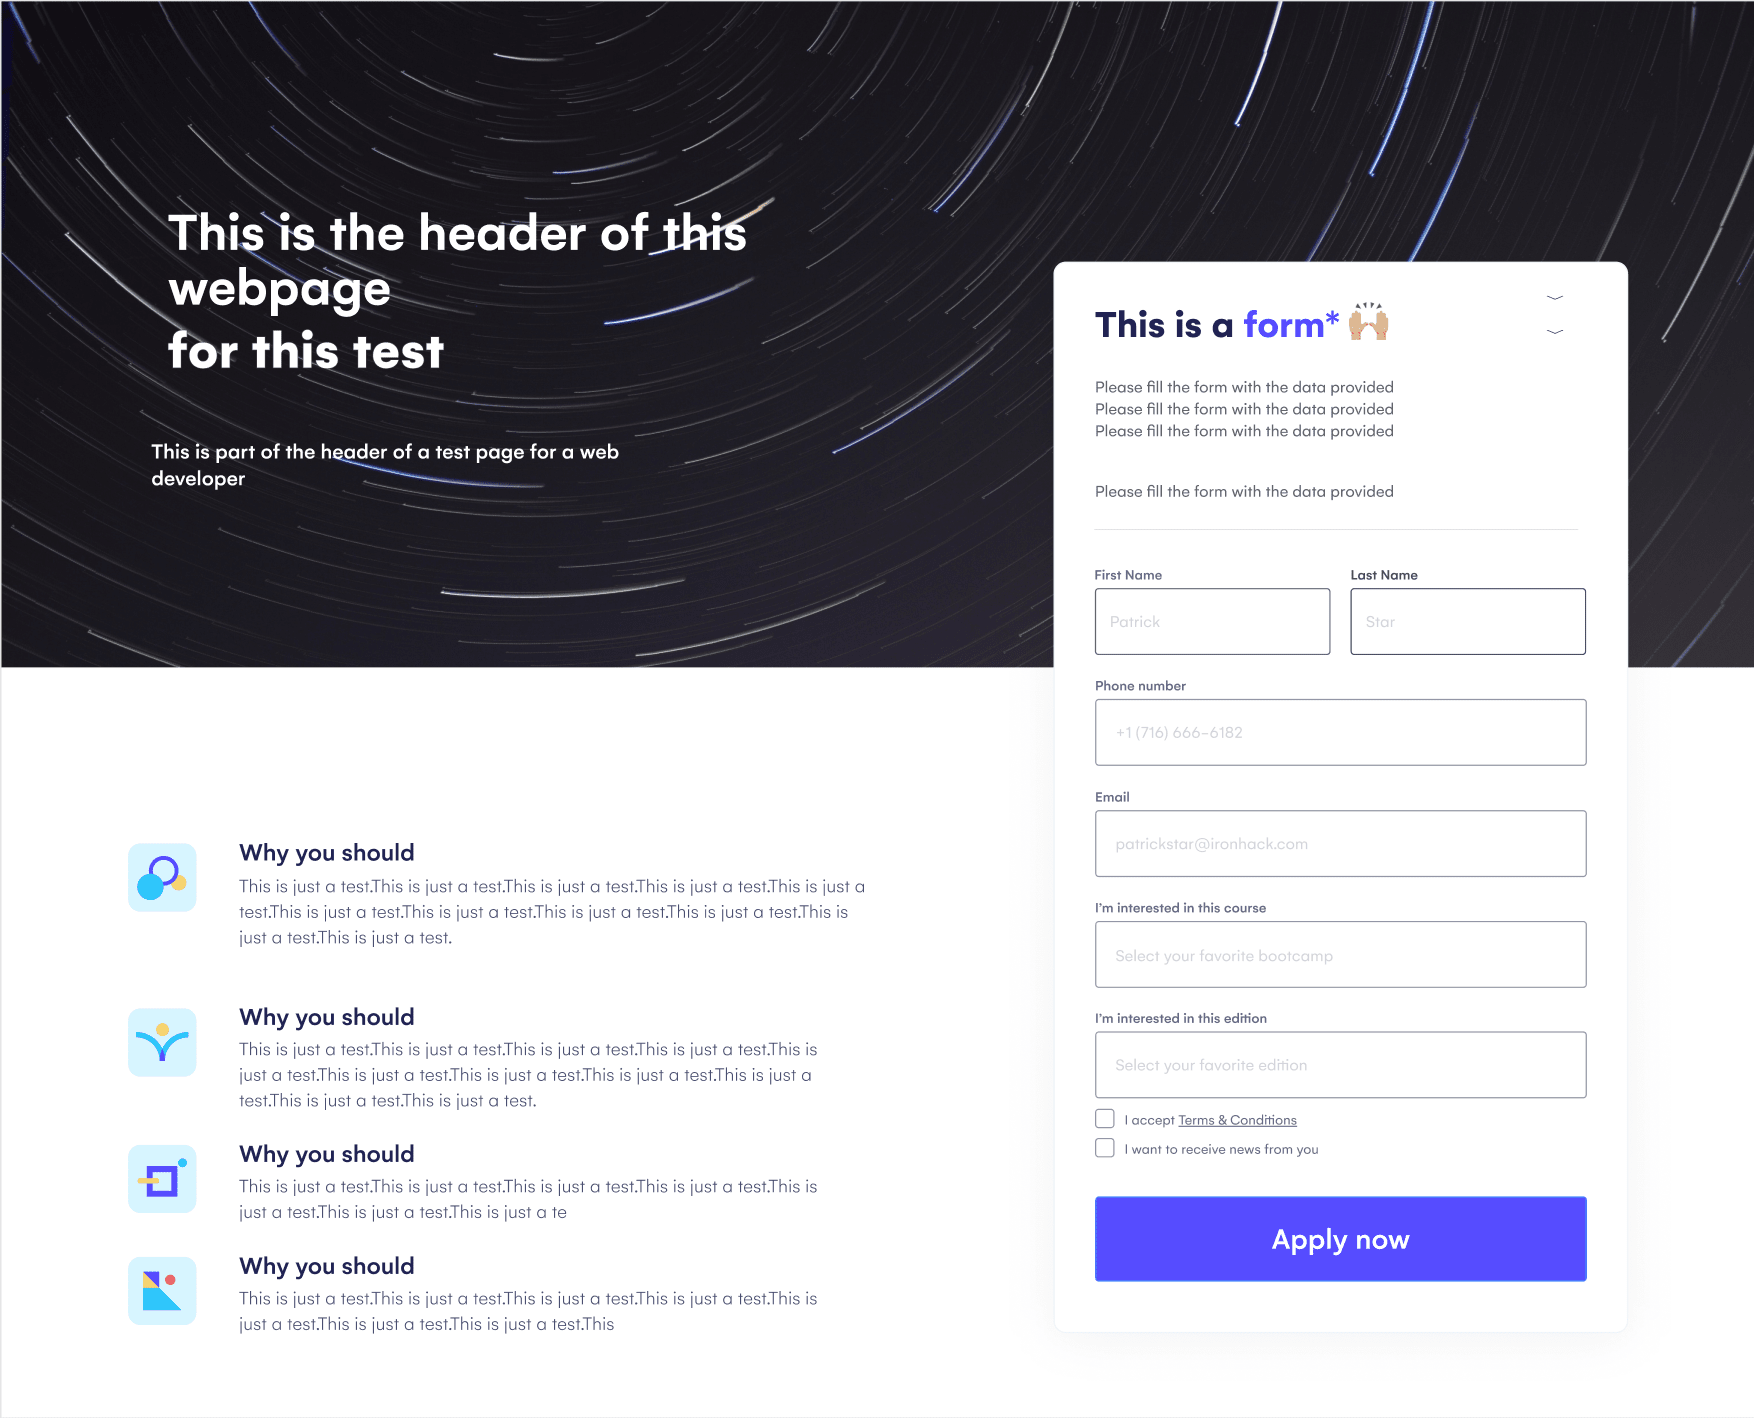 This is the header of this
webpage
for this test
This is part of the header of a test page for a web
developer
This is a form*
Please fill the form with the data provided
Please fill the form with the data provided
Please fill the form with the data provided
Please fill the form with the data provided
First Name
Last Name
Patrick
Star
Phone number
+1 (716) 666-6182
Email
patrickstar@ironhack.com
I'm interested in this course
Select your favorite bootcamp
I'm interested in this edition
Select your favorite edition
I accept Terms & Conditions
I want to receive news from you
Apply now
Why you should
This is just a test.This is just a test.This is just a test.This is just a test.This is just a
test.This is just a test.This is just a test.This is just a test.This is just a test.This is
just a test.This is just a test.
Why you should
This is just a test.This is just a test.This is just a test.This is just a test.This is
just a test.This is just a test.This is just a test.This is just a test.This is just a
test.This is just a test.This is just a test.
Why you should
This is just a test.This is just a test.This is just a test.This is just a test.This is
just a test.This is just a test.This is just a te
Why you should
This is just a test.This is just a test.This is just a test.This is just a test.This is
just a test.This is just a test.This is just a test.This